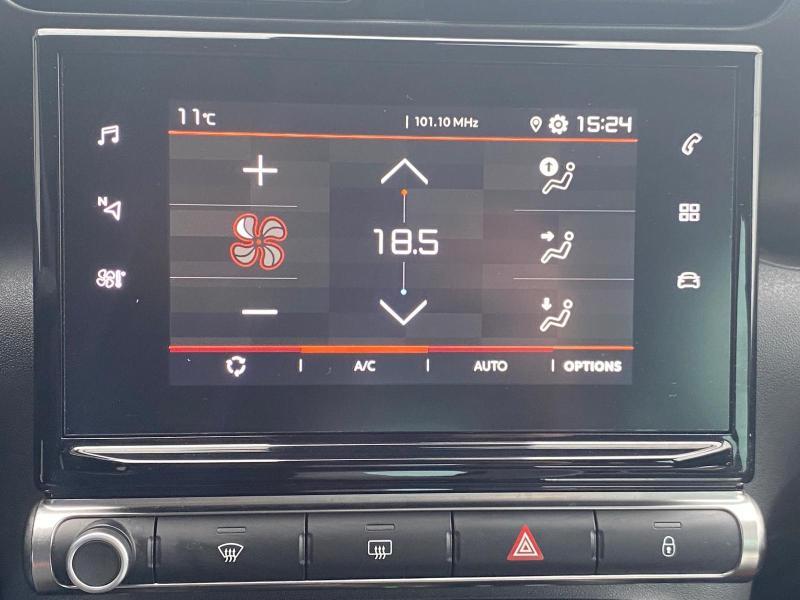 11°C | 101.10 MHz 15:24
N
18.5
A/C | AUTO | OPTIONS